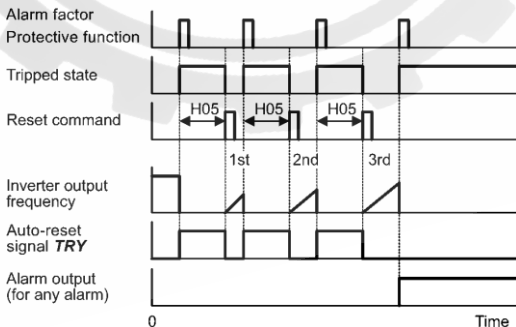 Alarm factor
Protective function
Tripped state
H05 H05 H05
Reset command
1st 2nd 3rd
Inverter output
frequency
Auto-reset
signal TRY
Alarm output
(for any alarm)
0 Time